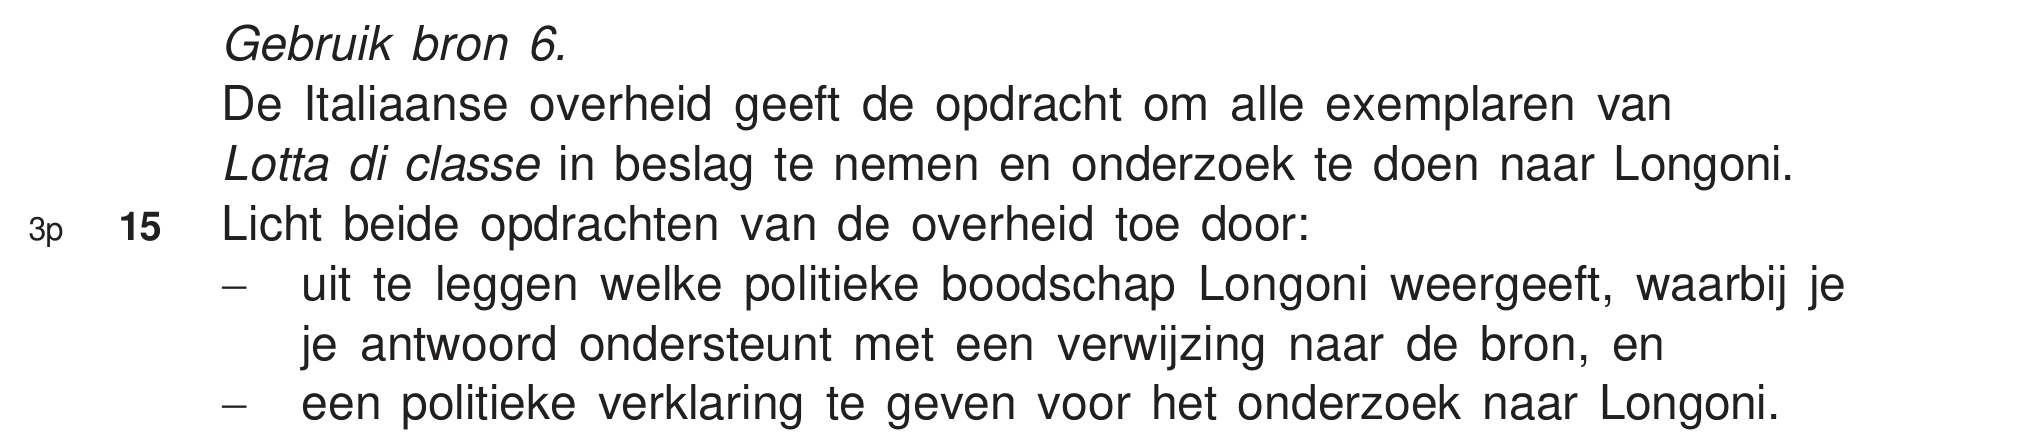 Gebruik bron 6.
De Italiaanse overheid geeft de opdracht om alle exemplaren van
Lotta di classe in beslag te nemen en onderzoek te doen naar Longoni.
3p 15 Licht beide opdrachten van de overheid toe door:
– uit te leggen welke politieke boodschap Longoni weergeeft, waarbij je
je antwoord ondersteunt met een verwijzing naar de bron, en
– een politieke verklaring te geven voor het onderzoek naar Longoni.